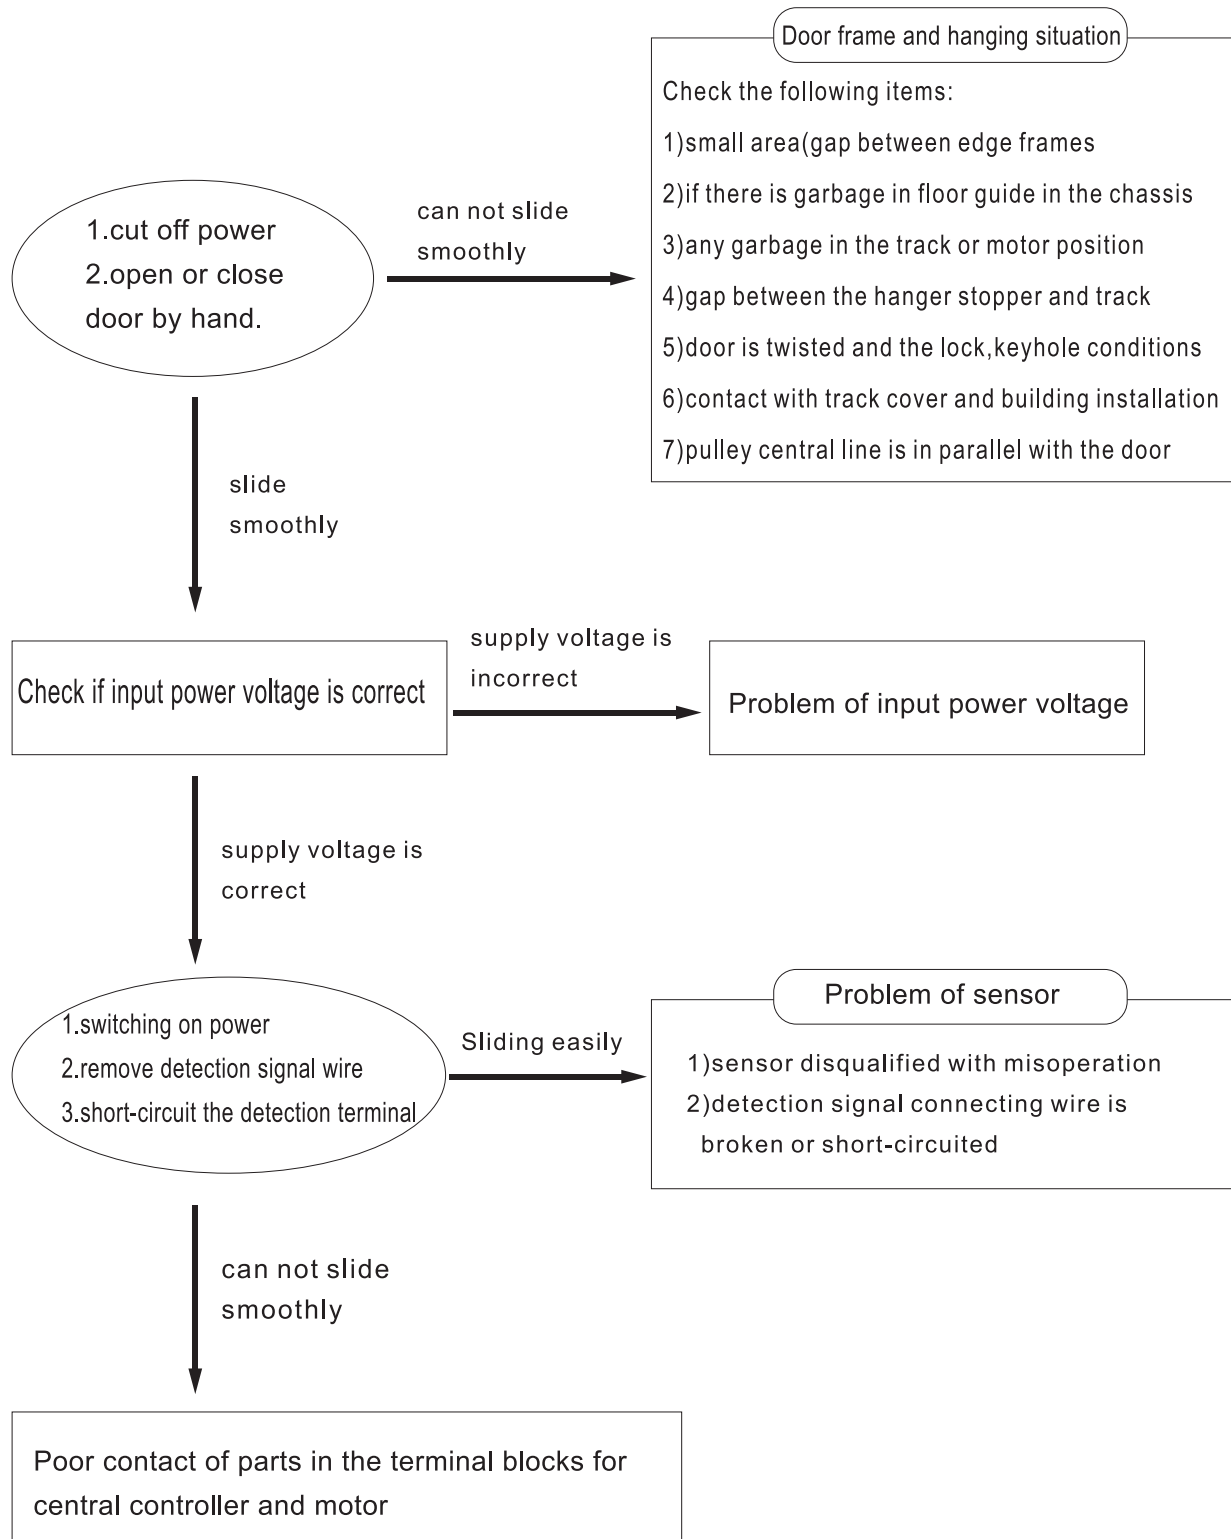 Door frame and hanging situation
Check the following items:
1)small area(gap between edge frames
2)if there is garbage in floor guide in the chassis
3)any garbage in the track or motor position
4)gap between the hanger stopper and track
5)door is twisted and the lock,keyhole conditions
6)contact with track cover and building installation
7)pulley central line is in parallel with the door
1.cut off power
2.open or close
door by hand.
can not slide
smoothly
slide
smoothly
Check if input power voltage is correct
supply voltage is
incorrect
Problem of input power voltage
supply voltage is
correct
1.switching on power
2.remove detection signal wire
3.short-circuit the detection terminal
Sliding easily
Problem of sensor
1)sensor disqualified with misoperation
2)detection signal connecting wire is
broken or short-circuited
can not slide
smoothly
Poor contact of parts in the terminal blocks for
central controller and motor